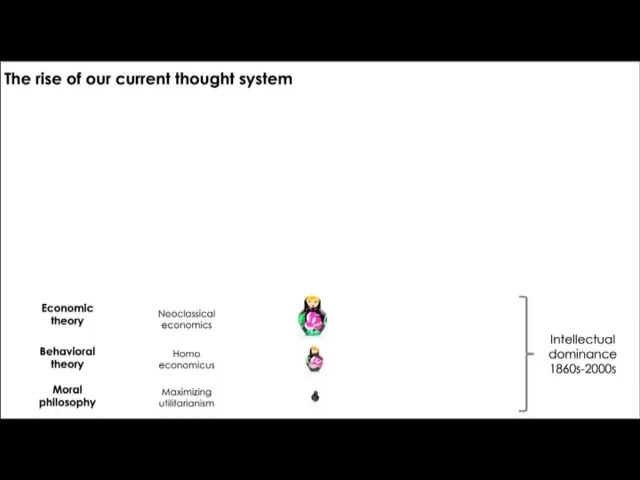 The rise of our current thought system
Economic
theory
Neoclassical
economics
Behavioral
theory
Homo
economicus
Moral
philosophy
Maximizing
utilitarianism
Intellectual
dominance
1860s-2000s